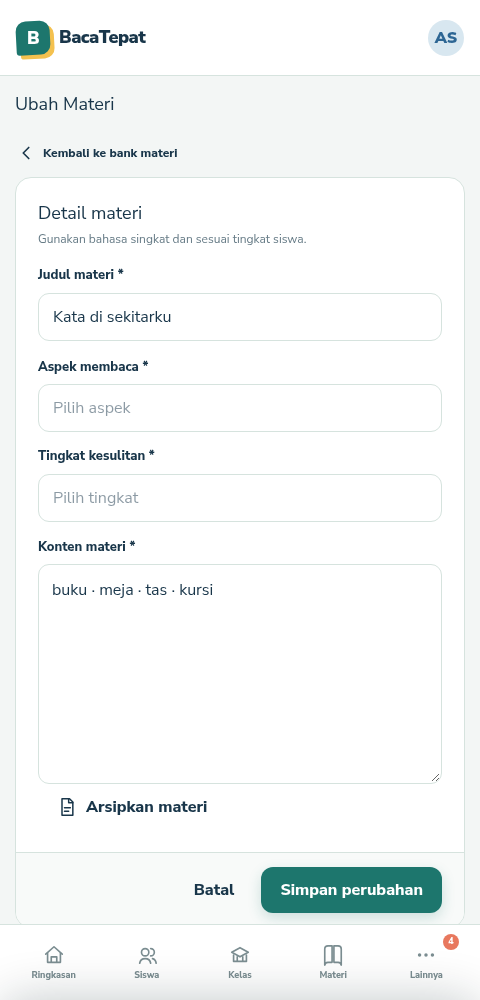 B BacaTepat
AS
Ubah Materi
Kembali ke bank materi
Detail materi
Gunakan bahasa singkat dan sesuai tingkat siswa.
Judul materi *
Kata di sekitarku
Aspek membaca *
Pilih aspek
Tingkat kesulitan *
Pilih tingkat
Konten materi *
buku · meja · tas · kursi
Arsipkan materi
Batal
Simpan perubahan
4
Ringkasan
Siswa
Kelas
Materi
Lainnya